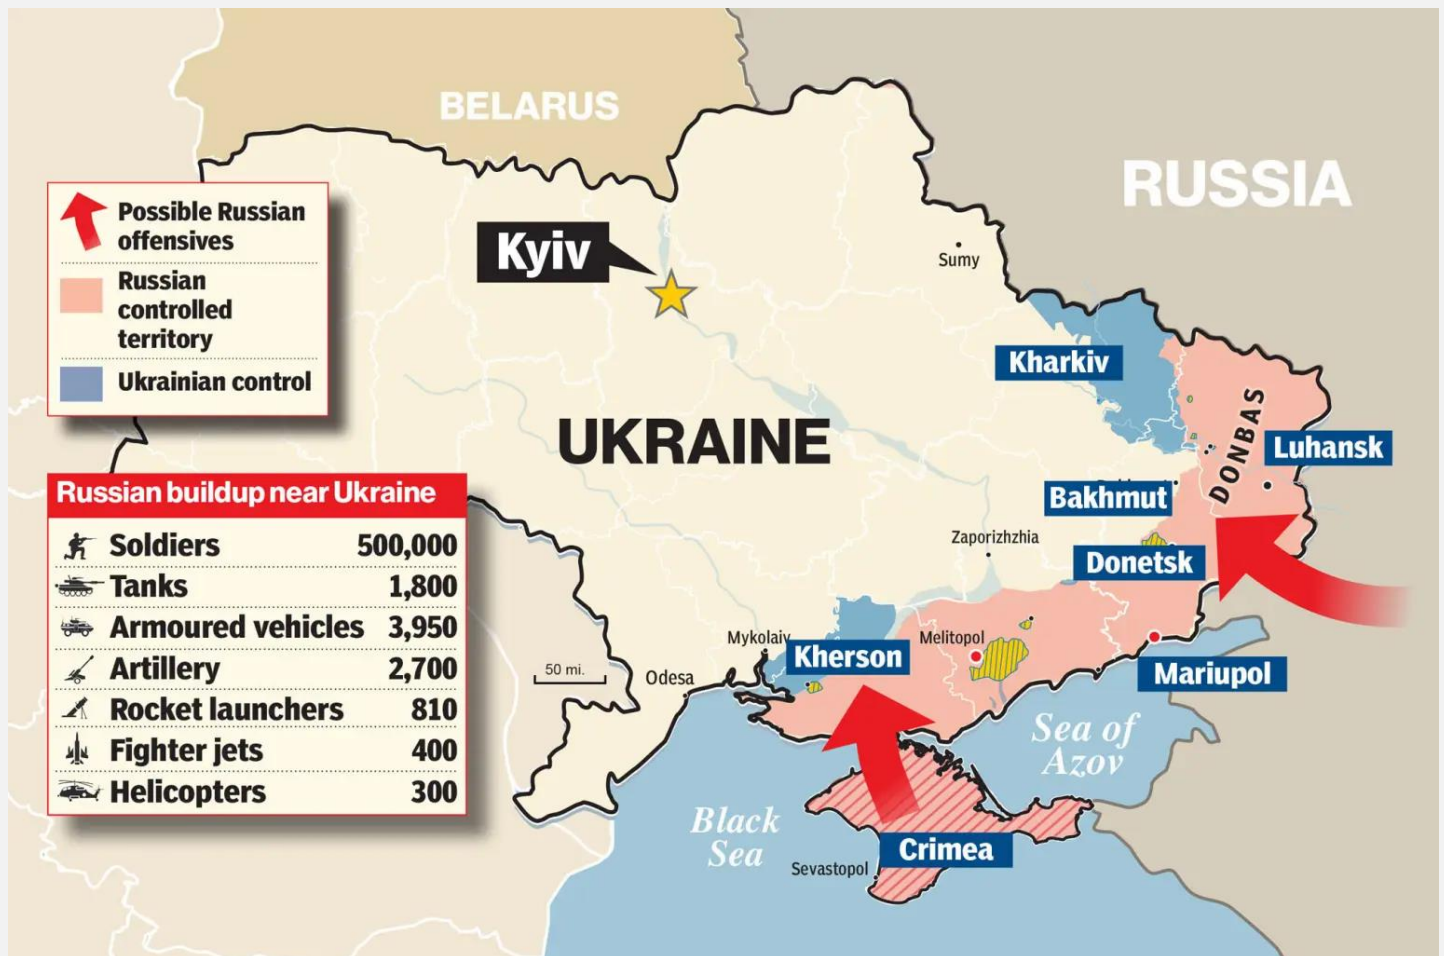 BELARUS
RUSSIA
Possible Russian
offensives
Russian
controlled
territory
Ukrainian control
Kyiv
Sumy
Kharkiv
UKRAINE
DONBAS
Luhansk
Bakhmut
Zaporizhzhia
Donetsk
Russian buildup near Ukraine
Soldiers 500,000
Tanks 1,800
Armoured vehicles 3,950
Artillery 2,700
Rocket launchers 810
Fighter jets 400
Helicopters 300
50 mi.
Mykolaiv
Odesa
Kherson
Melitopol
Mariupol
Sea of
Azov
Black
Sea
Crimea
Sevastopol